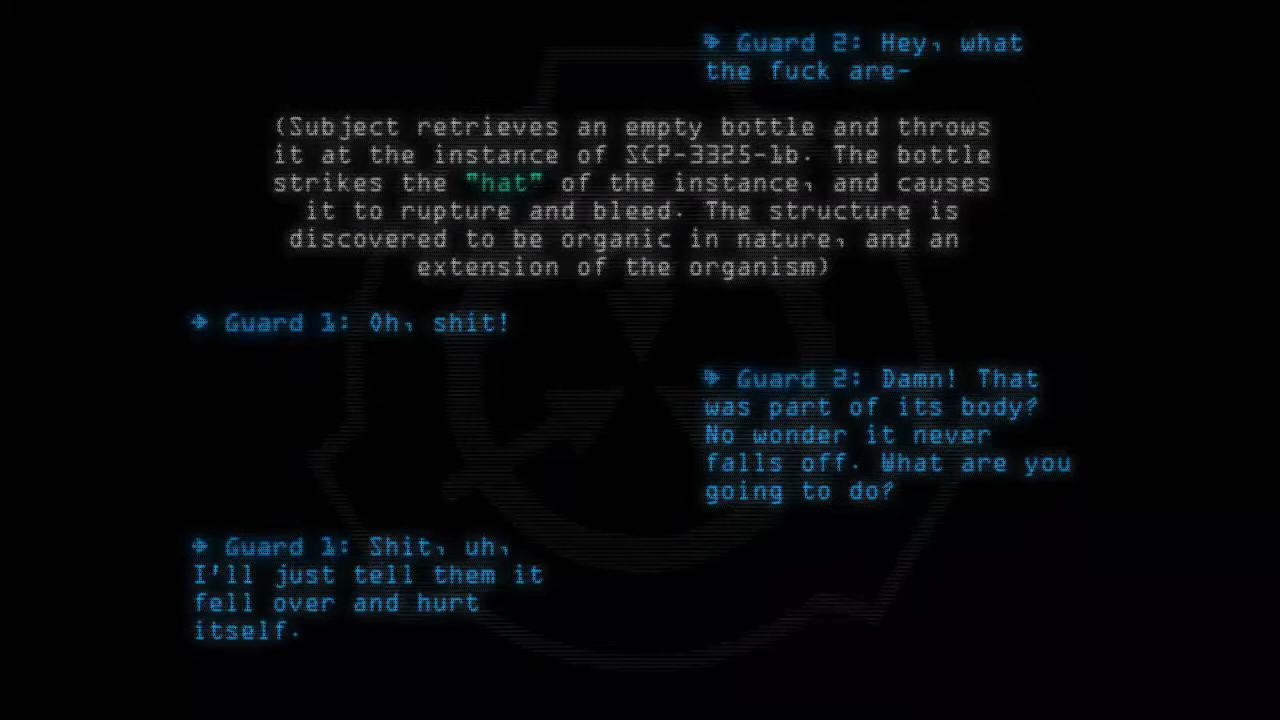 → Guard 2: Hey, what
the fuck are-
(Subject retrieves an empty bottle and throws
it at the instance of SCP-3325-1b. The bottle
strikes the "hat" of the instance, and causes
it to rupture and bleed. The structure is
discovered to be organic in nature, and an
extension of the organism)
→ Guard 1: Oh, shit!
→ Guard 2: Damn! That
was part of its body?
No wonder it never
falls off. What are you
going to do?
→ Guard 1: Shit, uh,
I'll just tell them it
fell over and hurt
itself.